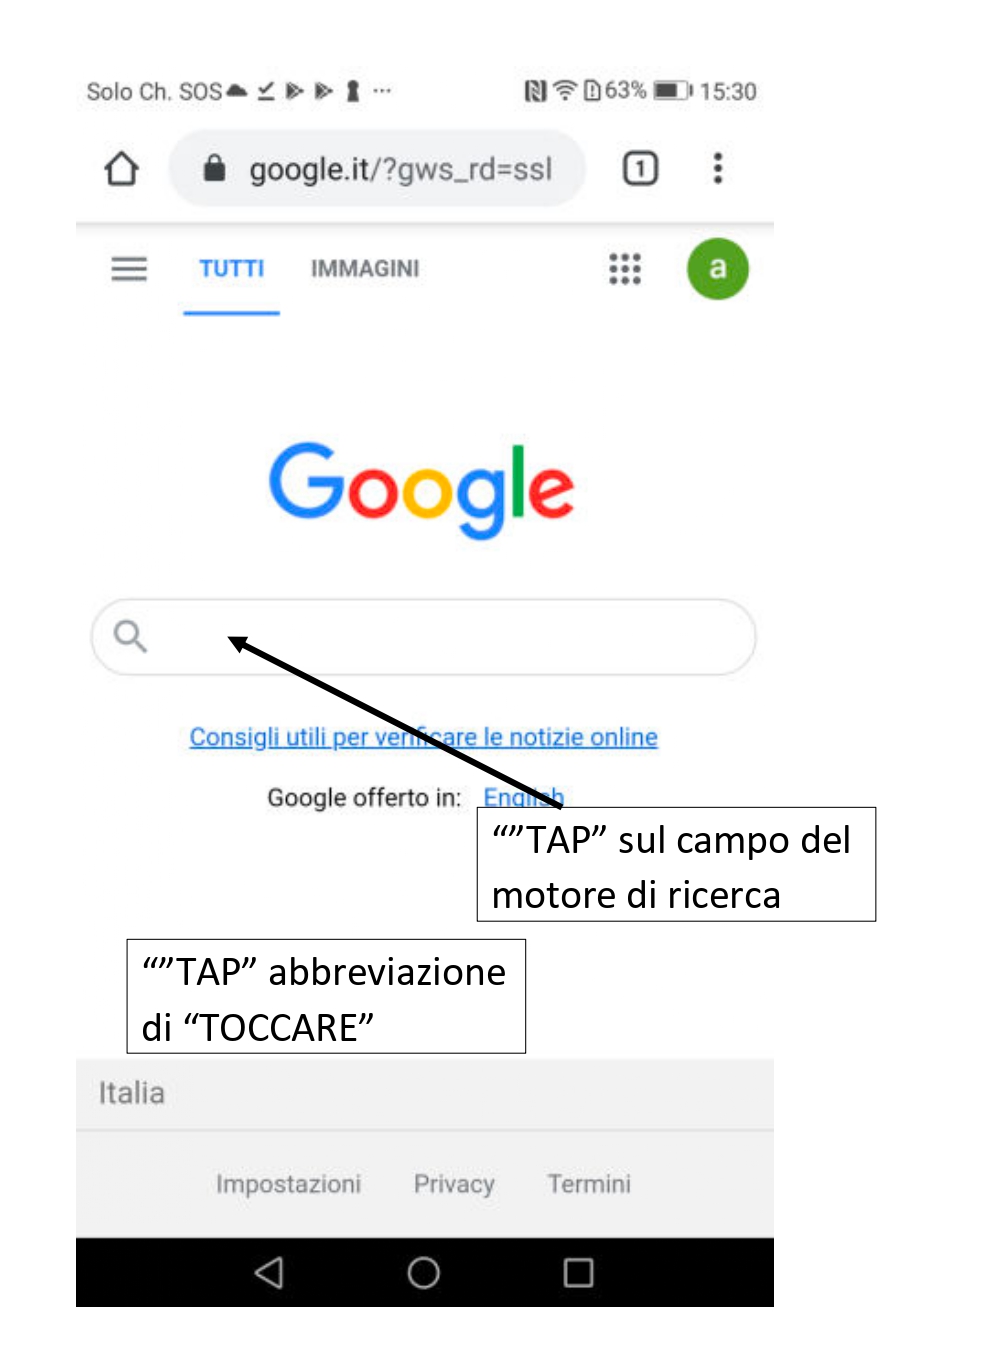 Solo Ch. SOS ... 63% 15:30
google.it/?gws_rd=ssl 1
TUTTI IMMAGINI a
Google
Consigli utili per verificare le notizie online
Google offerto in: English
“”TAP” sul campo del
motore di ricerca
“”TAP” abbreviazione
di “TOCCARE”
Italia
Impostazioni Privacy Termini